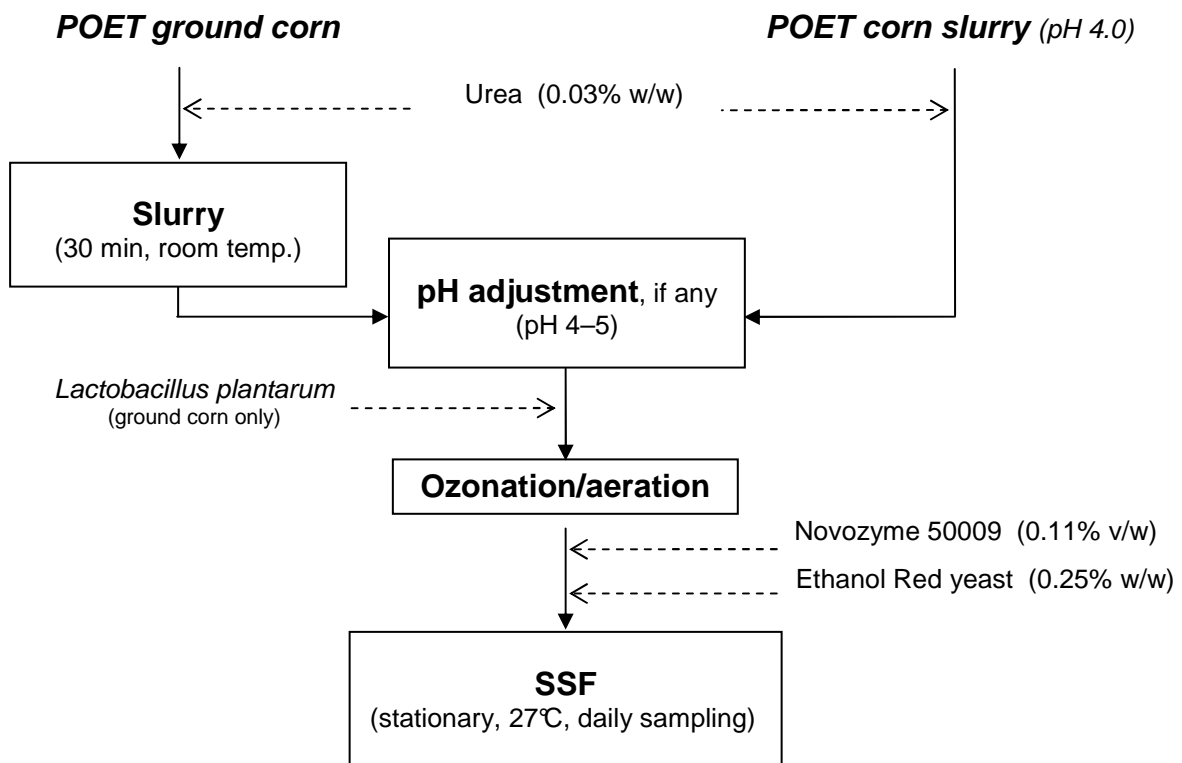 POET ground corn
POET corn slurry (pH 4.0)
Urea (0.03% w/w)
Slurry
(30 min, room temp.)
pH adjustment, if any
(pH 4–5)
Lactobacillus plantarum
(ground corn only)
Ozonation/aeration
Novozyme 50009 (0.11% v/w)
Ethanol Red yeast (0.25% w/w)
SSF
(stationary, 27°C, daily sampling)